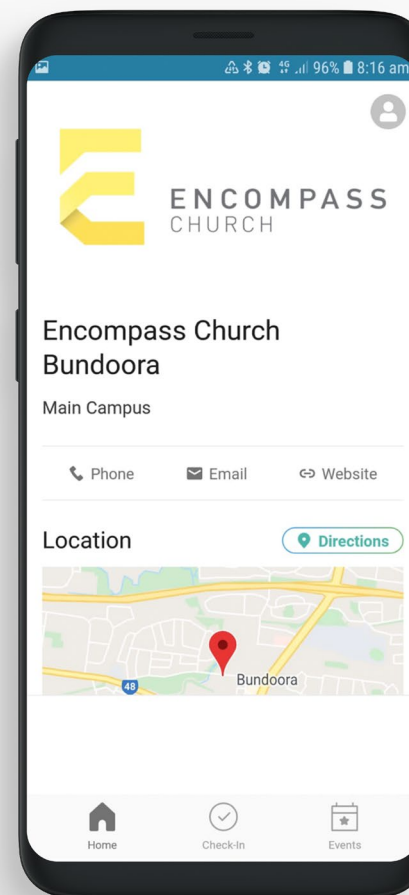 4G 96% 8:16 am
ENCOMPASS
CHURCH
Encompass Church
Bundoora
Main Campus
Phone Email Website
Location Directions
Bundoora
48
Home Check-In Events